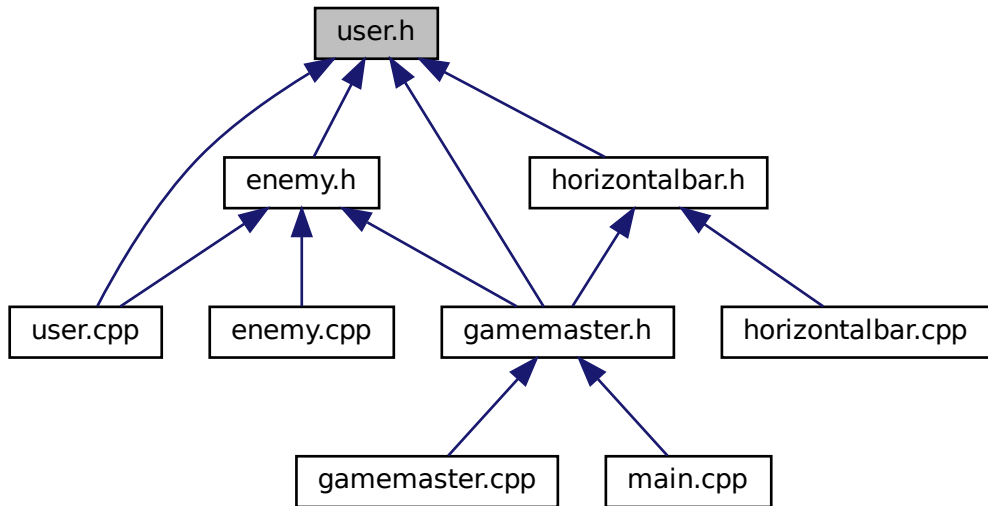 user.h
enemy.h
horizontalbar.h
user.cpp
enemy.cpp
gamemaster.h
horizontalbar.cpp
gamemaster.cpp
main.cpp